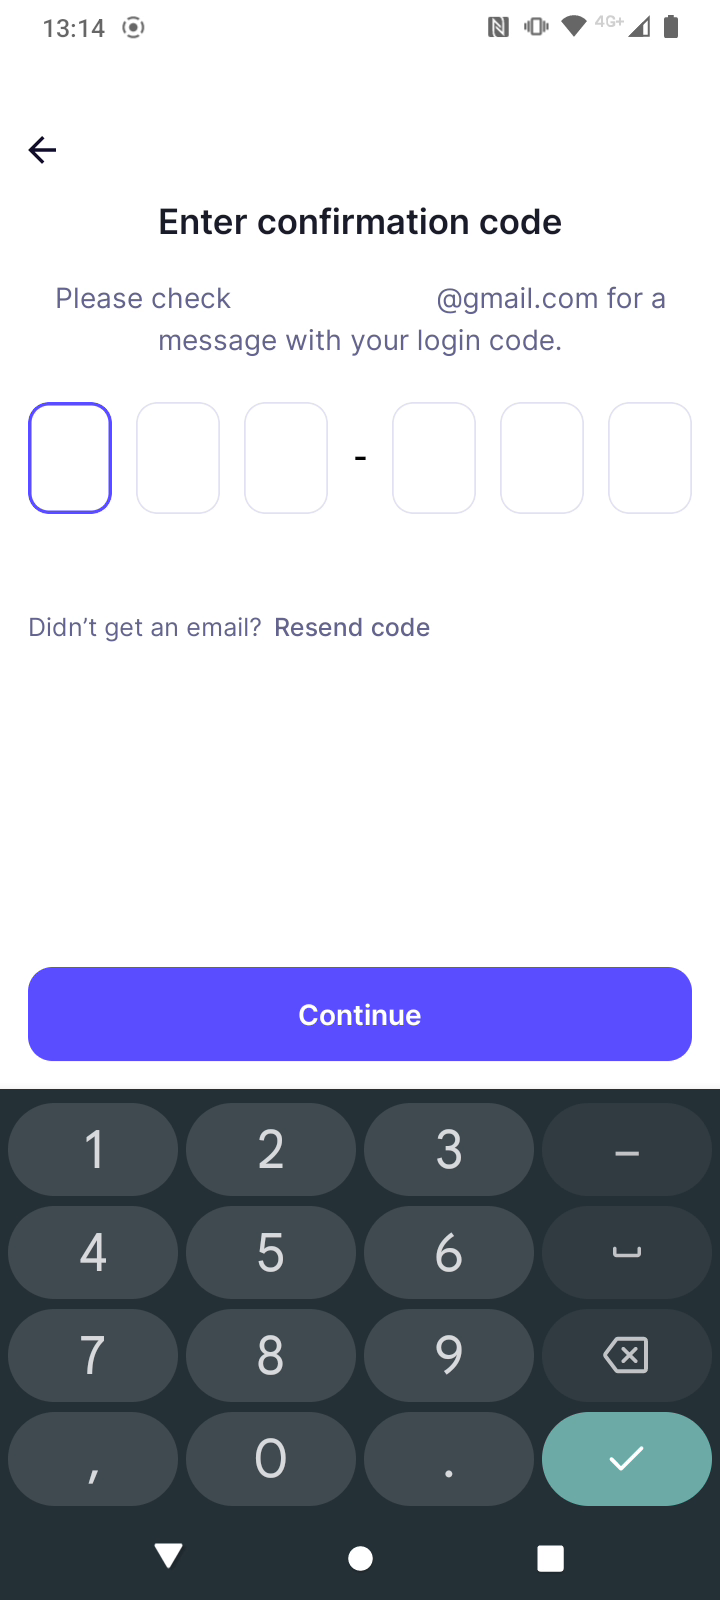 13:14 4G+
Enter confirmation code
Please check @gmail.com for a
message with your login code.
-
Didn’t get an email? Resend code
Continue
1 2 3 –
4 5 6
7 8 9
, 0 .